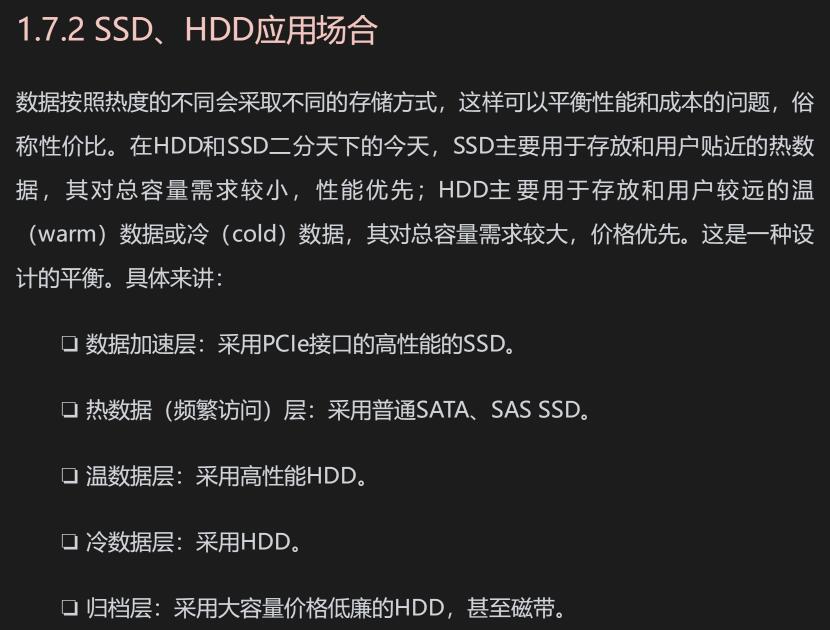 1.7.2 SSD、HDD应用场合
数据按照热度的不同会采取不同的存储方式，这样可以平衡性能和成本的问题，俗
称性价比。在HDD和SSD二分天下的今天，SSD主要用于存放和用户贴近的热数
据，其对总容量需求较小，性能优先；HDD主要用于存放和用户较远的温
（warm）数据或冷（cold）数据，其对总容量需求较大，价格优先。这是一种设
计的平衡。具体来讲：
❏ 数据加速层：采用PCIe接口的高性能的SSD。
❏ 热数据（频繁访问）层：采用普通SATA、SAS SSD。
❏ 温数据层：采用高性能HDD。
❏ 冷数据层：采用HDD。
❏ 归档层：采用大容量价格低廉的HDD，甚至磁带。